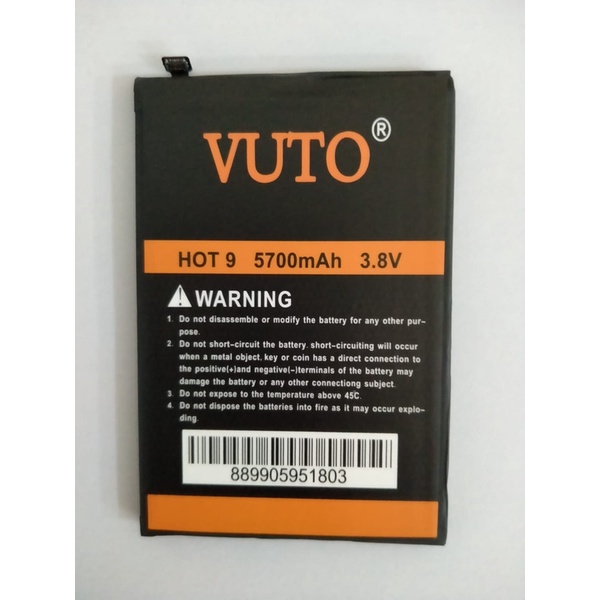 VUTO®
HOT 9 5700mAh 3.8V
WARNING
1. Do not disassemble or modify the battery for any other pur-
pose.
2. Do not short-circuit the battery, short-circuiting will occur
when a metal object, key or coin has a direct connection to
the positive(+)and negative(-)terminals of the battery may
damage the battery or any other connectiong subject.
3. Do not expose to the temperature above 45℃.
4. Do not dispose the batteries into fire as it may occur explo-
ding.
889905951803